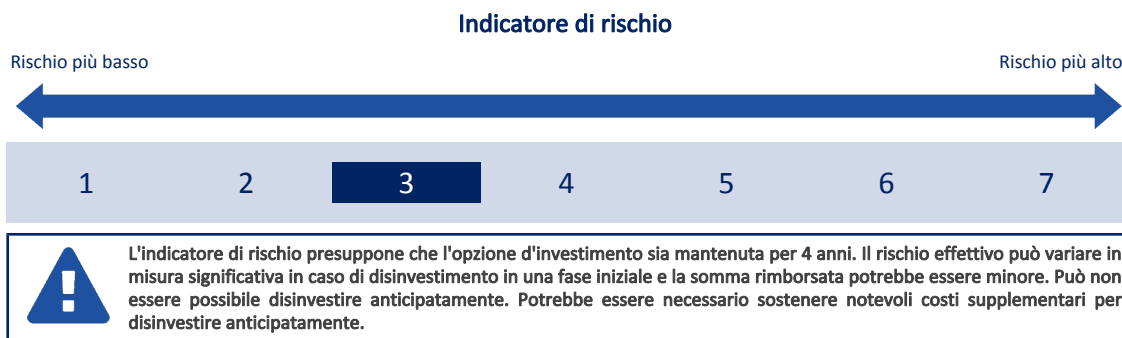 Indicatore di rischio
Rischio più basso
Rischio più alto
1 2 3 4 5 6 7
L'indicatore di rischio presuppone che l'opzione d'investimento sia mantenuta per 4 anni. Il rischio effettivo può variare in
misura significativa in caso di disinvestimento in una fase iniziale e la somma rimborsata potrebbe essere minore. Può non
essere possibile disinvestire anticipatamente. Potrebbe essere necessario sostenere notevoli costi supplementari per
disinvestire anticipatamente.